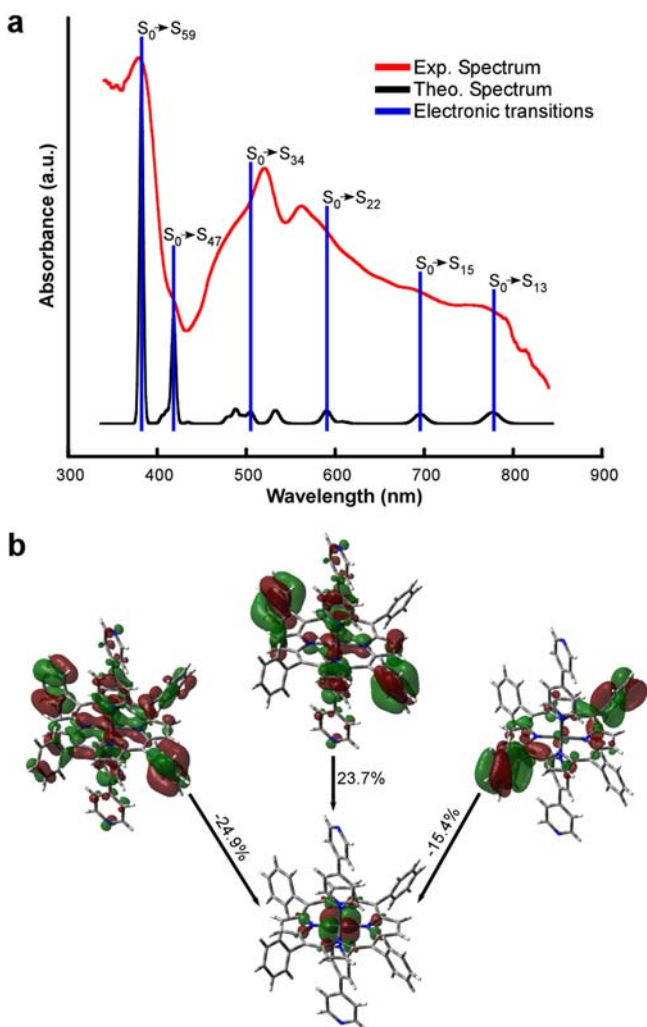 a
S0→S59
Exp. Spectrum
Theo. Spectrum
Electronic transitions
S0→S34
S0→S22
S0→S47
S0→S15
S0→S13
Absorbance (a.u.)
300 400 500 600 700 800 900
Wavelength (nm)
b
23.7%
-24.9%
-15.4%